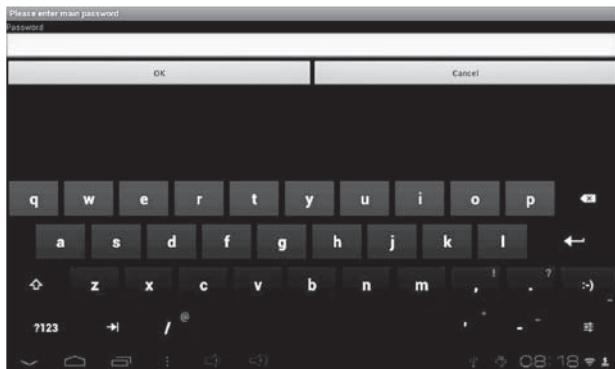 Please enter main password
Password
OK Cancel
q w e r t y u i o p
a s d f g h j k l
z x c v b n m , ! . ? :-)
?123 / @ ' " - _
08:18